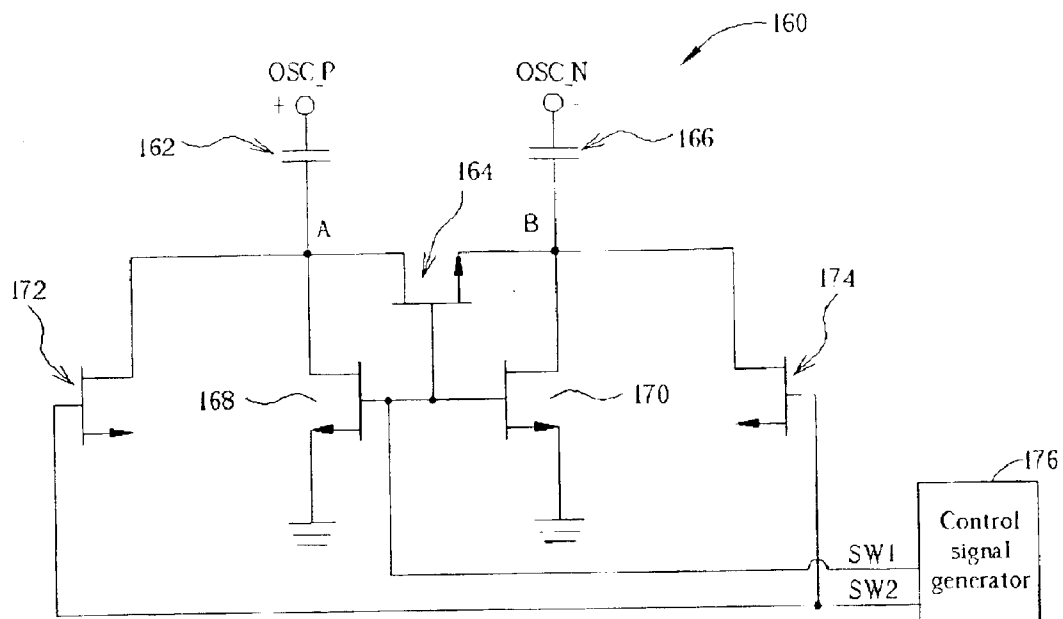 160
OSC_P
OSC_N
+
-
162
166
164
A
B
172
174
168
170
176
Control
signal
generator
SW1
SW2